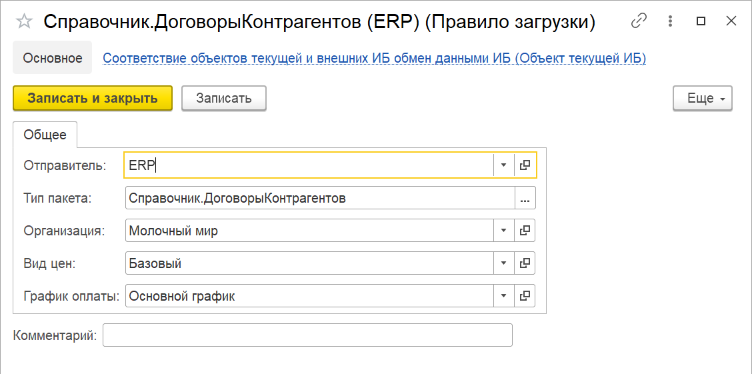 Справочник.ДоговорыКонтрагентов (ERP) (Правило загрузки)
Основное Соответствие объектов текущей и внешних ИБ обмен данными ИБ (Объект текущей ИБ)
Записать и закрыть Записать Еще
Общее
Отправитель: ERP
Тип пакета: Справочник.ДоговорыКонтрагентов ...
Организация: Молочный мир
Вид цен: Базовый
График оплаты: Основной график
Комментарий: